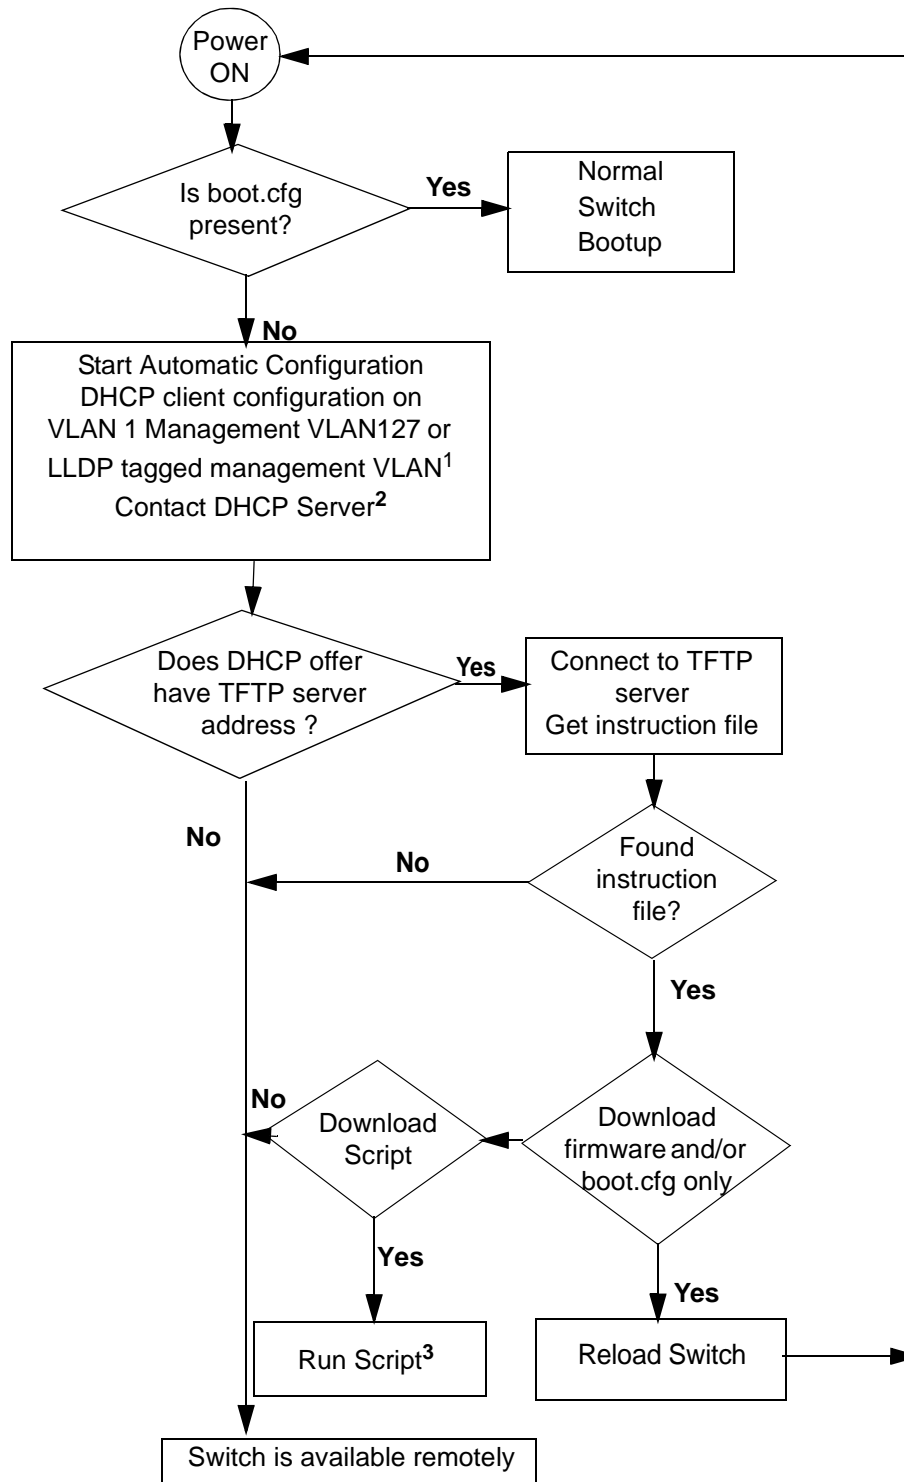 Power
ON
Is boot.cfg
present?
Yes
Normal
Switch
Bootup
No
Start Automatic Configuration
DHCP client configuration on
VLAN 1 Management VLAN127 or
LLDP tagged management VLAN1
Contact DHCP Server2
Does DHCP offer
have TFTP server
address ?
Yes
Connect to TFTP
server
Get instruction file
No
No
Found
instruction
file?
Yes
No
Download
Script
Download
firmware and/or
boot.cfg only
Yes
Yes
Run Script3
Reload Switch
Switch is available remotely